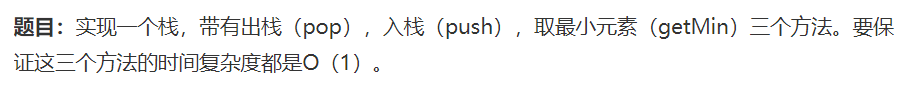 题目：实现一个栈，带有出栈（pop），入栈（push），取最小元素（getMin）三个方法。要保
证这三个方法的时间复杂度都是O（1）。